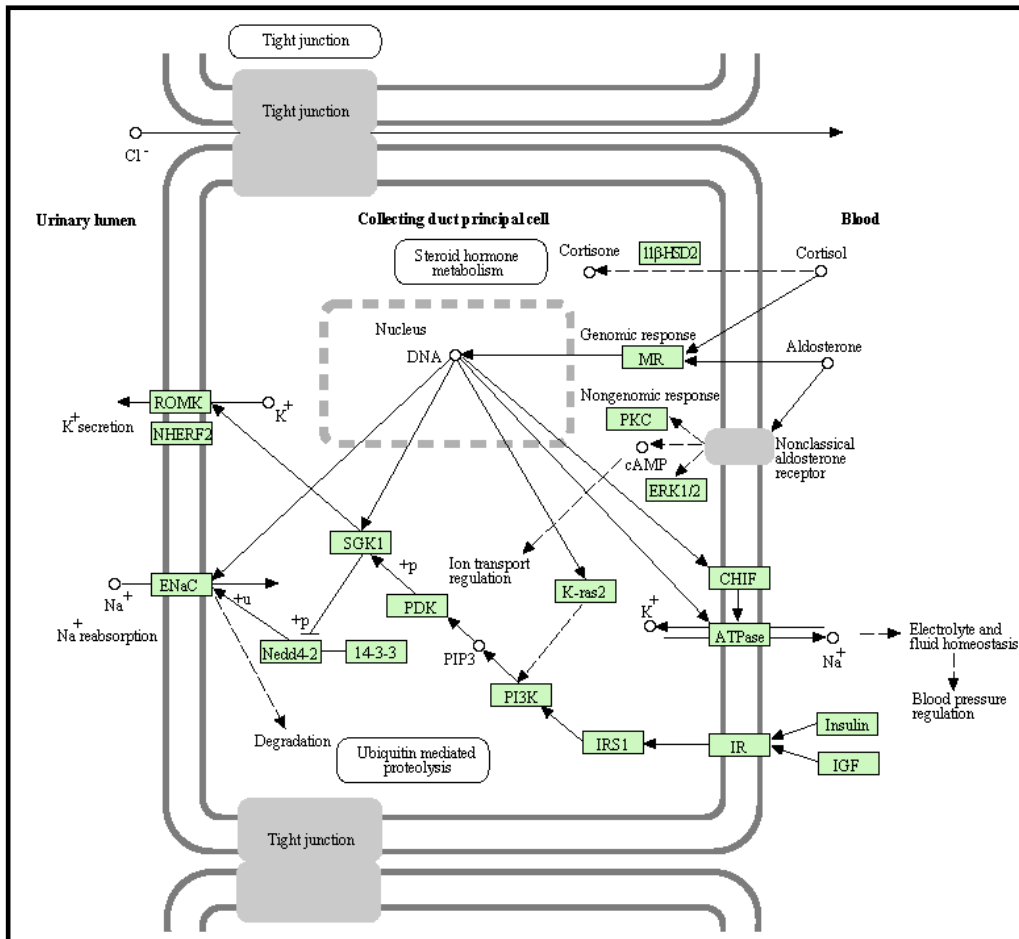 Tight junction
Tight junction
Cl -
Urinary lumen
Collecting duct principal cell
Blood
Steroid hormone
metabolism
Cortisone
11βHSD2
Cortisol
Nucleus
DNA
Genomic response
MR
Aldosterone
Nongenomic response
PKC
cAMP
ERK1/2
Nonclassical
aldosterone
receptor
ROMK
K+
K+ secretion
NHERF2
SGK1
+p
Ion transport
regulation
K-ras2
CHIF
ENaC
Na+
+u
Na+ reabsorption
PDK
+p
Nedd4-2
14-3-3
PIP3
K+
ATPase
Na+
Electrolyte and
fluid homeostasis
Blood pressure
regulation
PI3K
Degradation
Ubiquitin mediated
proteolysis
IRS1
IR
Insulin
IGF
Tight junction